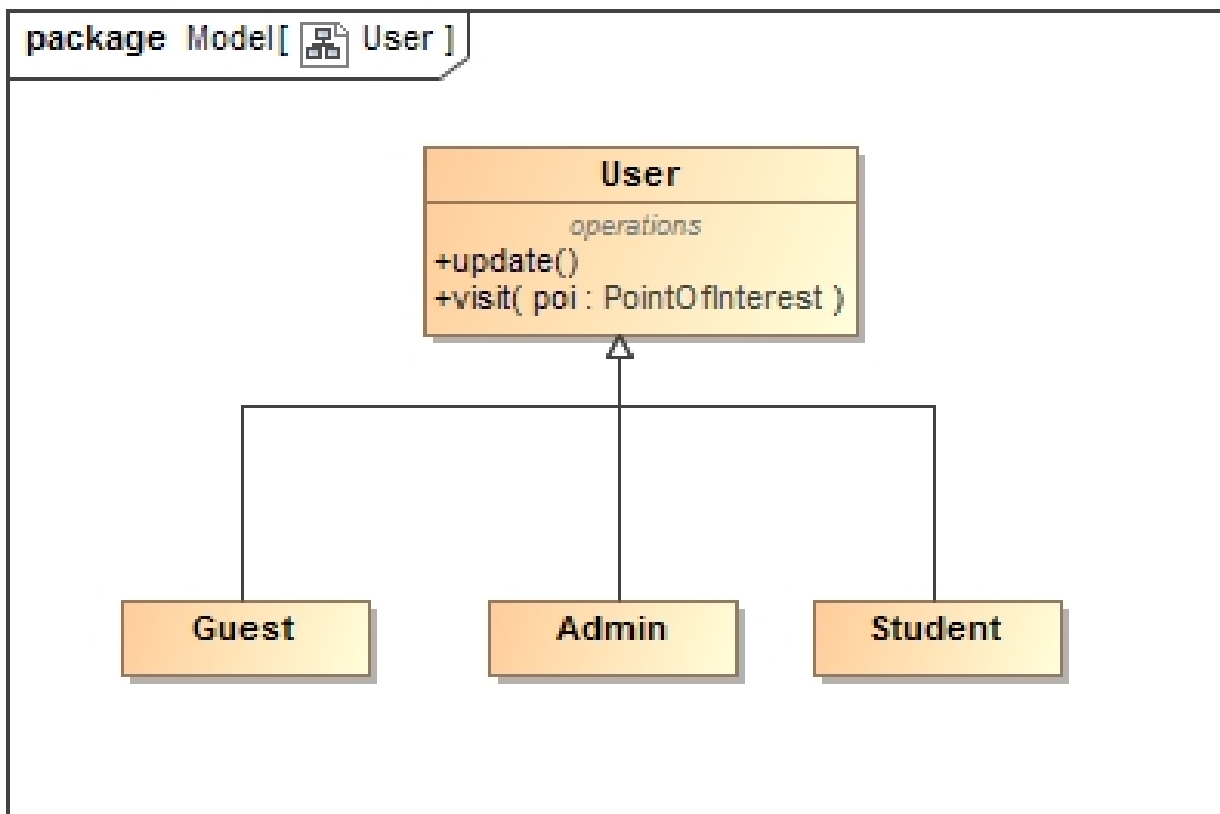 package Model[ User ]
User
operations
+update()
+visit( poi : PointOfInterest )
Guest
Admin
Student